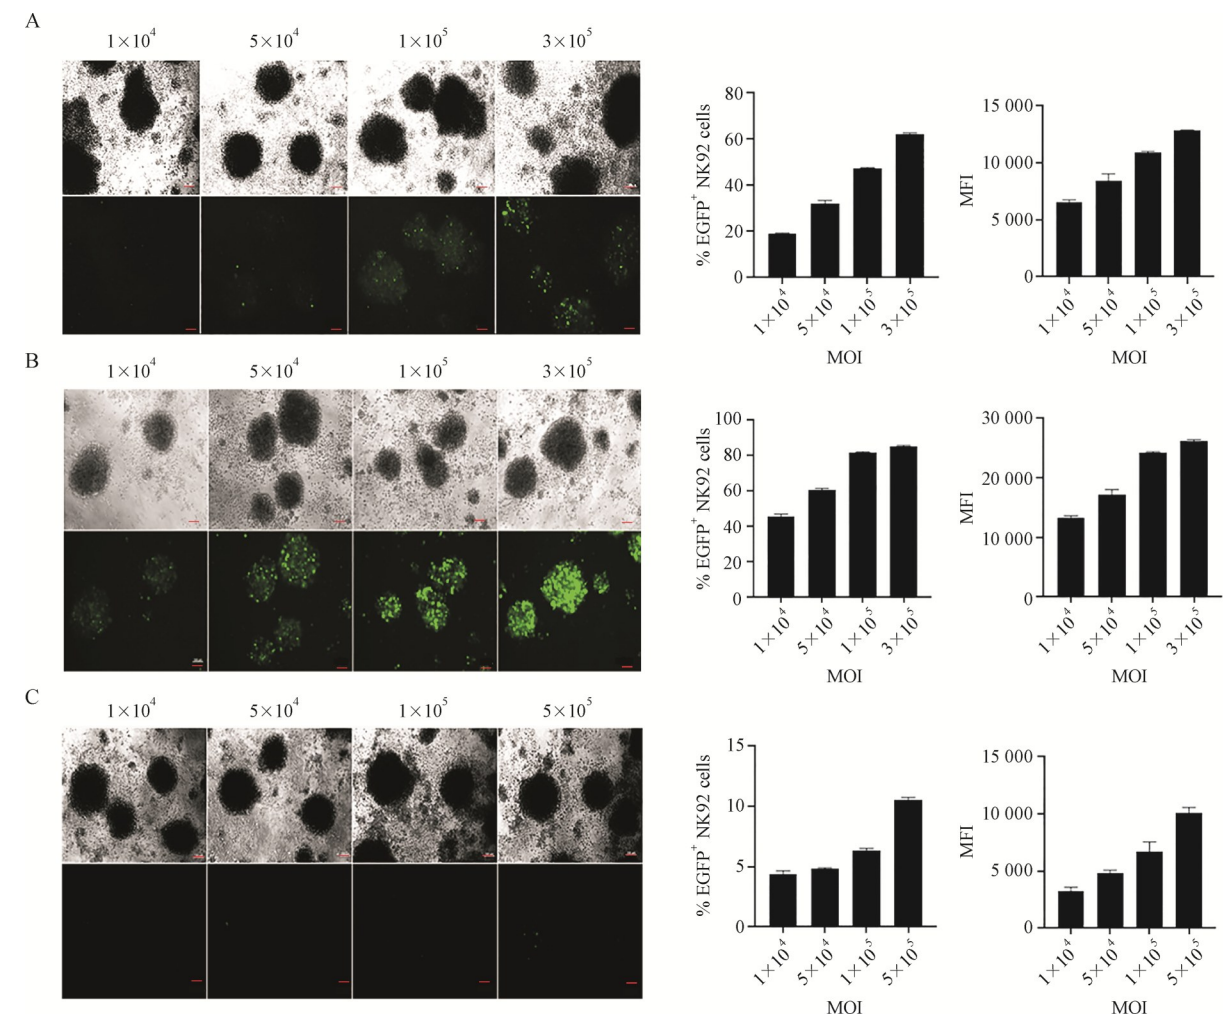 A
1×10⁴ 5×10⁴ 1×10⁵ 3×10⁵
% EGFP⁺ NK92 cells
80
60
40
20
0
1×10⁴ 5×10⁴ 1×10⁵ 3×10⁵
MOI
MFI
15 000
10 000
5 000
0
1×10⁴ 5×10⁴ 1×10⁵ 3×10⁵
MOI
B
1×10⁴ 5×10⁴ 1×10⁵ 3×10⁵
% EGFP⁺ NK92 cells
100
80
60
40
20
0
1×10⁴ 5×10⁴ 1×10⁵ 3×10⁵
MOI
MFI
30 000
20 000
10 000
0
1×10⁴ 5×10⁴ 1×10⁵ 3×10⁵
MOI
C
1×10⁴ 5×10⁴ 1×10⁵ 5×10⁵
% EGFP⁺ NK92 cells
15
10
5
0
1×10⁴ 5×10⁴ 1×10⁵ 5×10⁵
MOI
MFI
15 000
10 000
5 000
0
1×10⁴ 5×10⁴ 1×10⁵ 5×10⁵
MOI